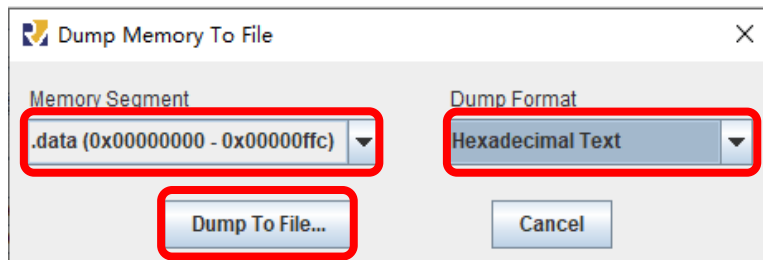 Dump Memory To File
Memory Segment
Dump Format
.data (0x00000000 - 0x00000ffc)
Hexadecimal Text
Dump To File...
Cancel